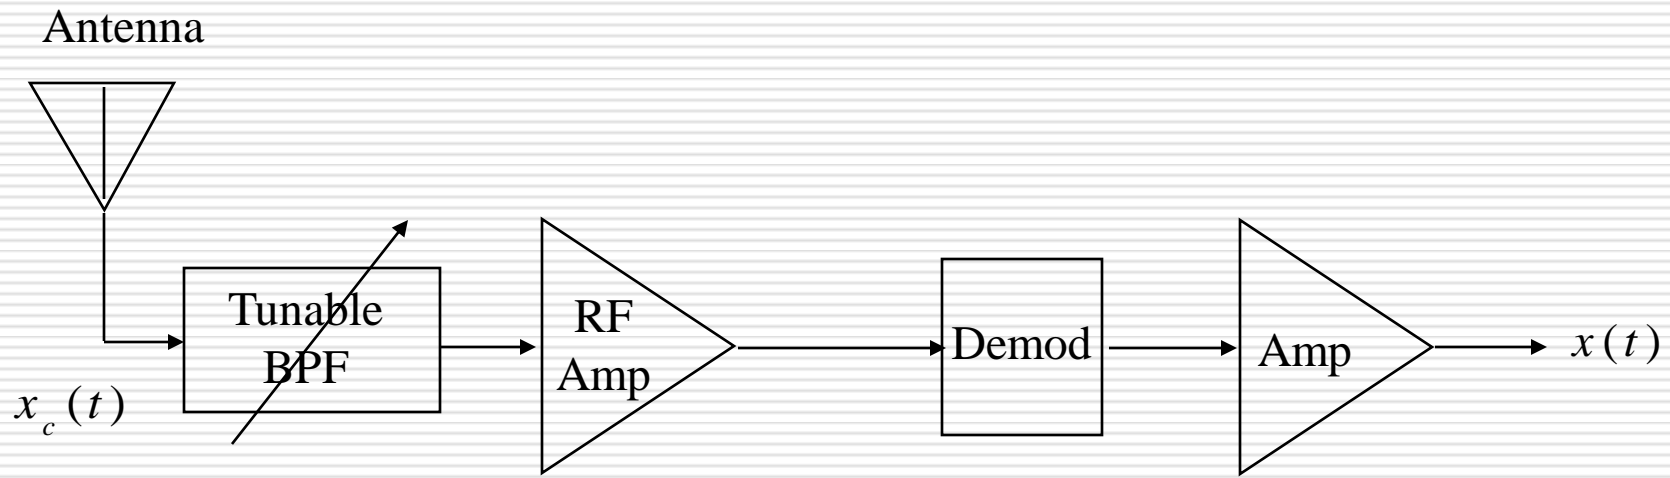 Antenna
Tunable
BPF
RF
Amp
Demod
Amp
x(t)
x_c(t)